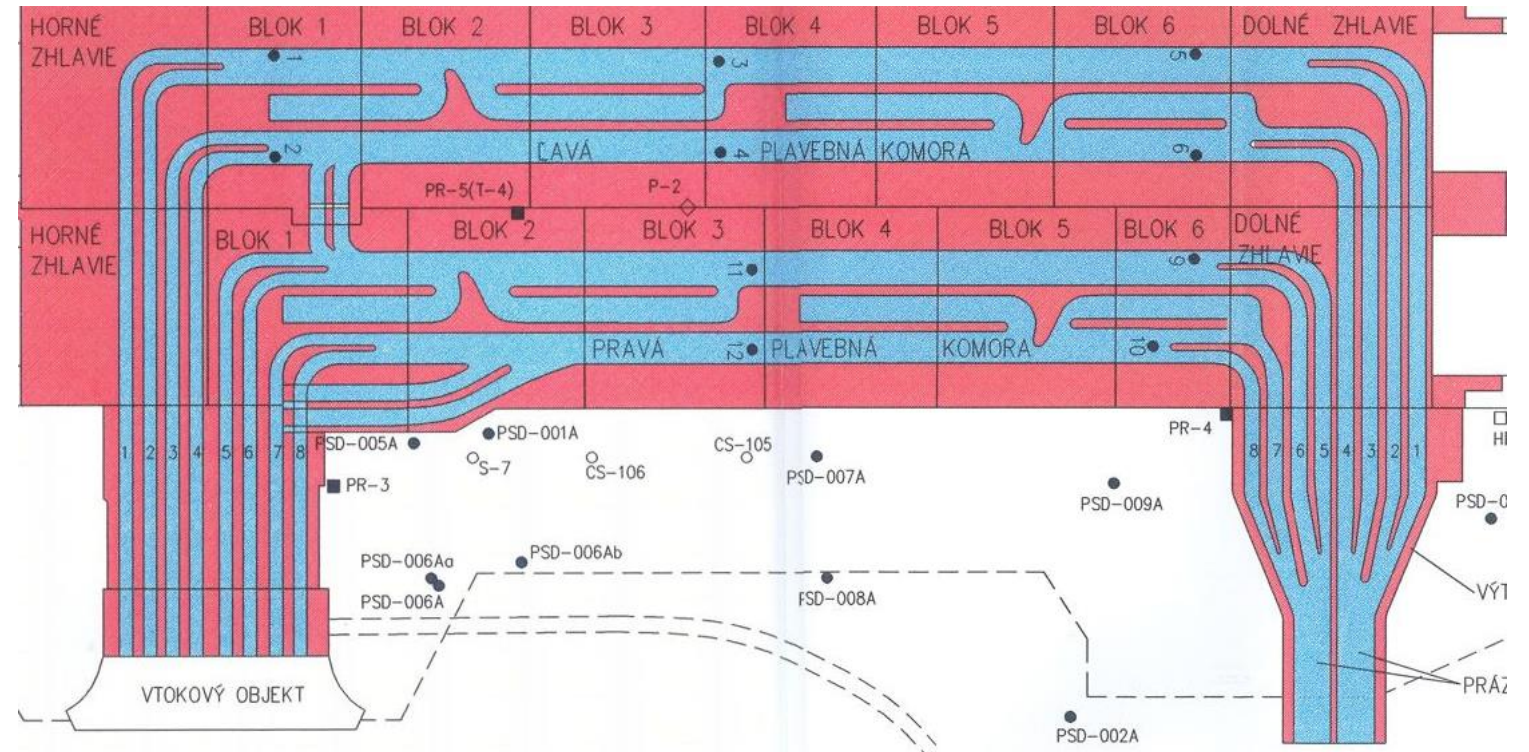 HORNÉ
ZHLAVIE
BLOK 1
BLOK 2
BLOK 3
BLOK 4
BLOK 5
BLOK 6
DOLNÉ ZHLAVIE
1
3
5
2
ĽAVÁ
4
PLAVEBNÁ KOMORA
6
PR-5(T-4)
P-2
HORNÉ
ZHLAVIE
BLOK 1
BLOK 2
BLOK 3
BLOK 4
BLOK 5
BLOK 6
DOLNÉ
ZHLAVIE
11
9
PRAVÁ
12
PLAVEBNÁ
KOMORA
10
1 2 3 4 5 6 7 8
PSD-005A
PSD-001A
S-7
CS-106
CS-105
PSD-007A
PR-4
8 7 6 5 4 3 2 1
PR-3
PSD-009A
PSD-006Aa
PSD-006Ab
PSD-006A
PSD-008A
VTOKOVÝ OBJEKT
PSD-002A